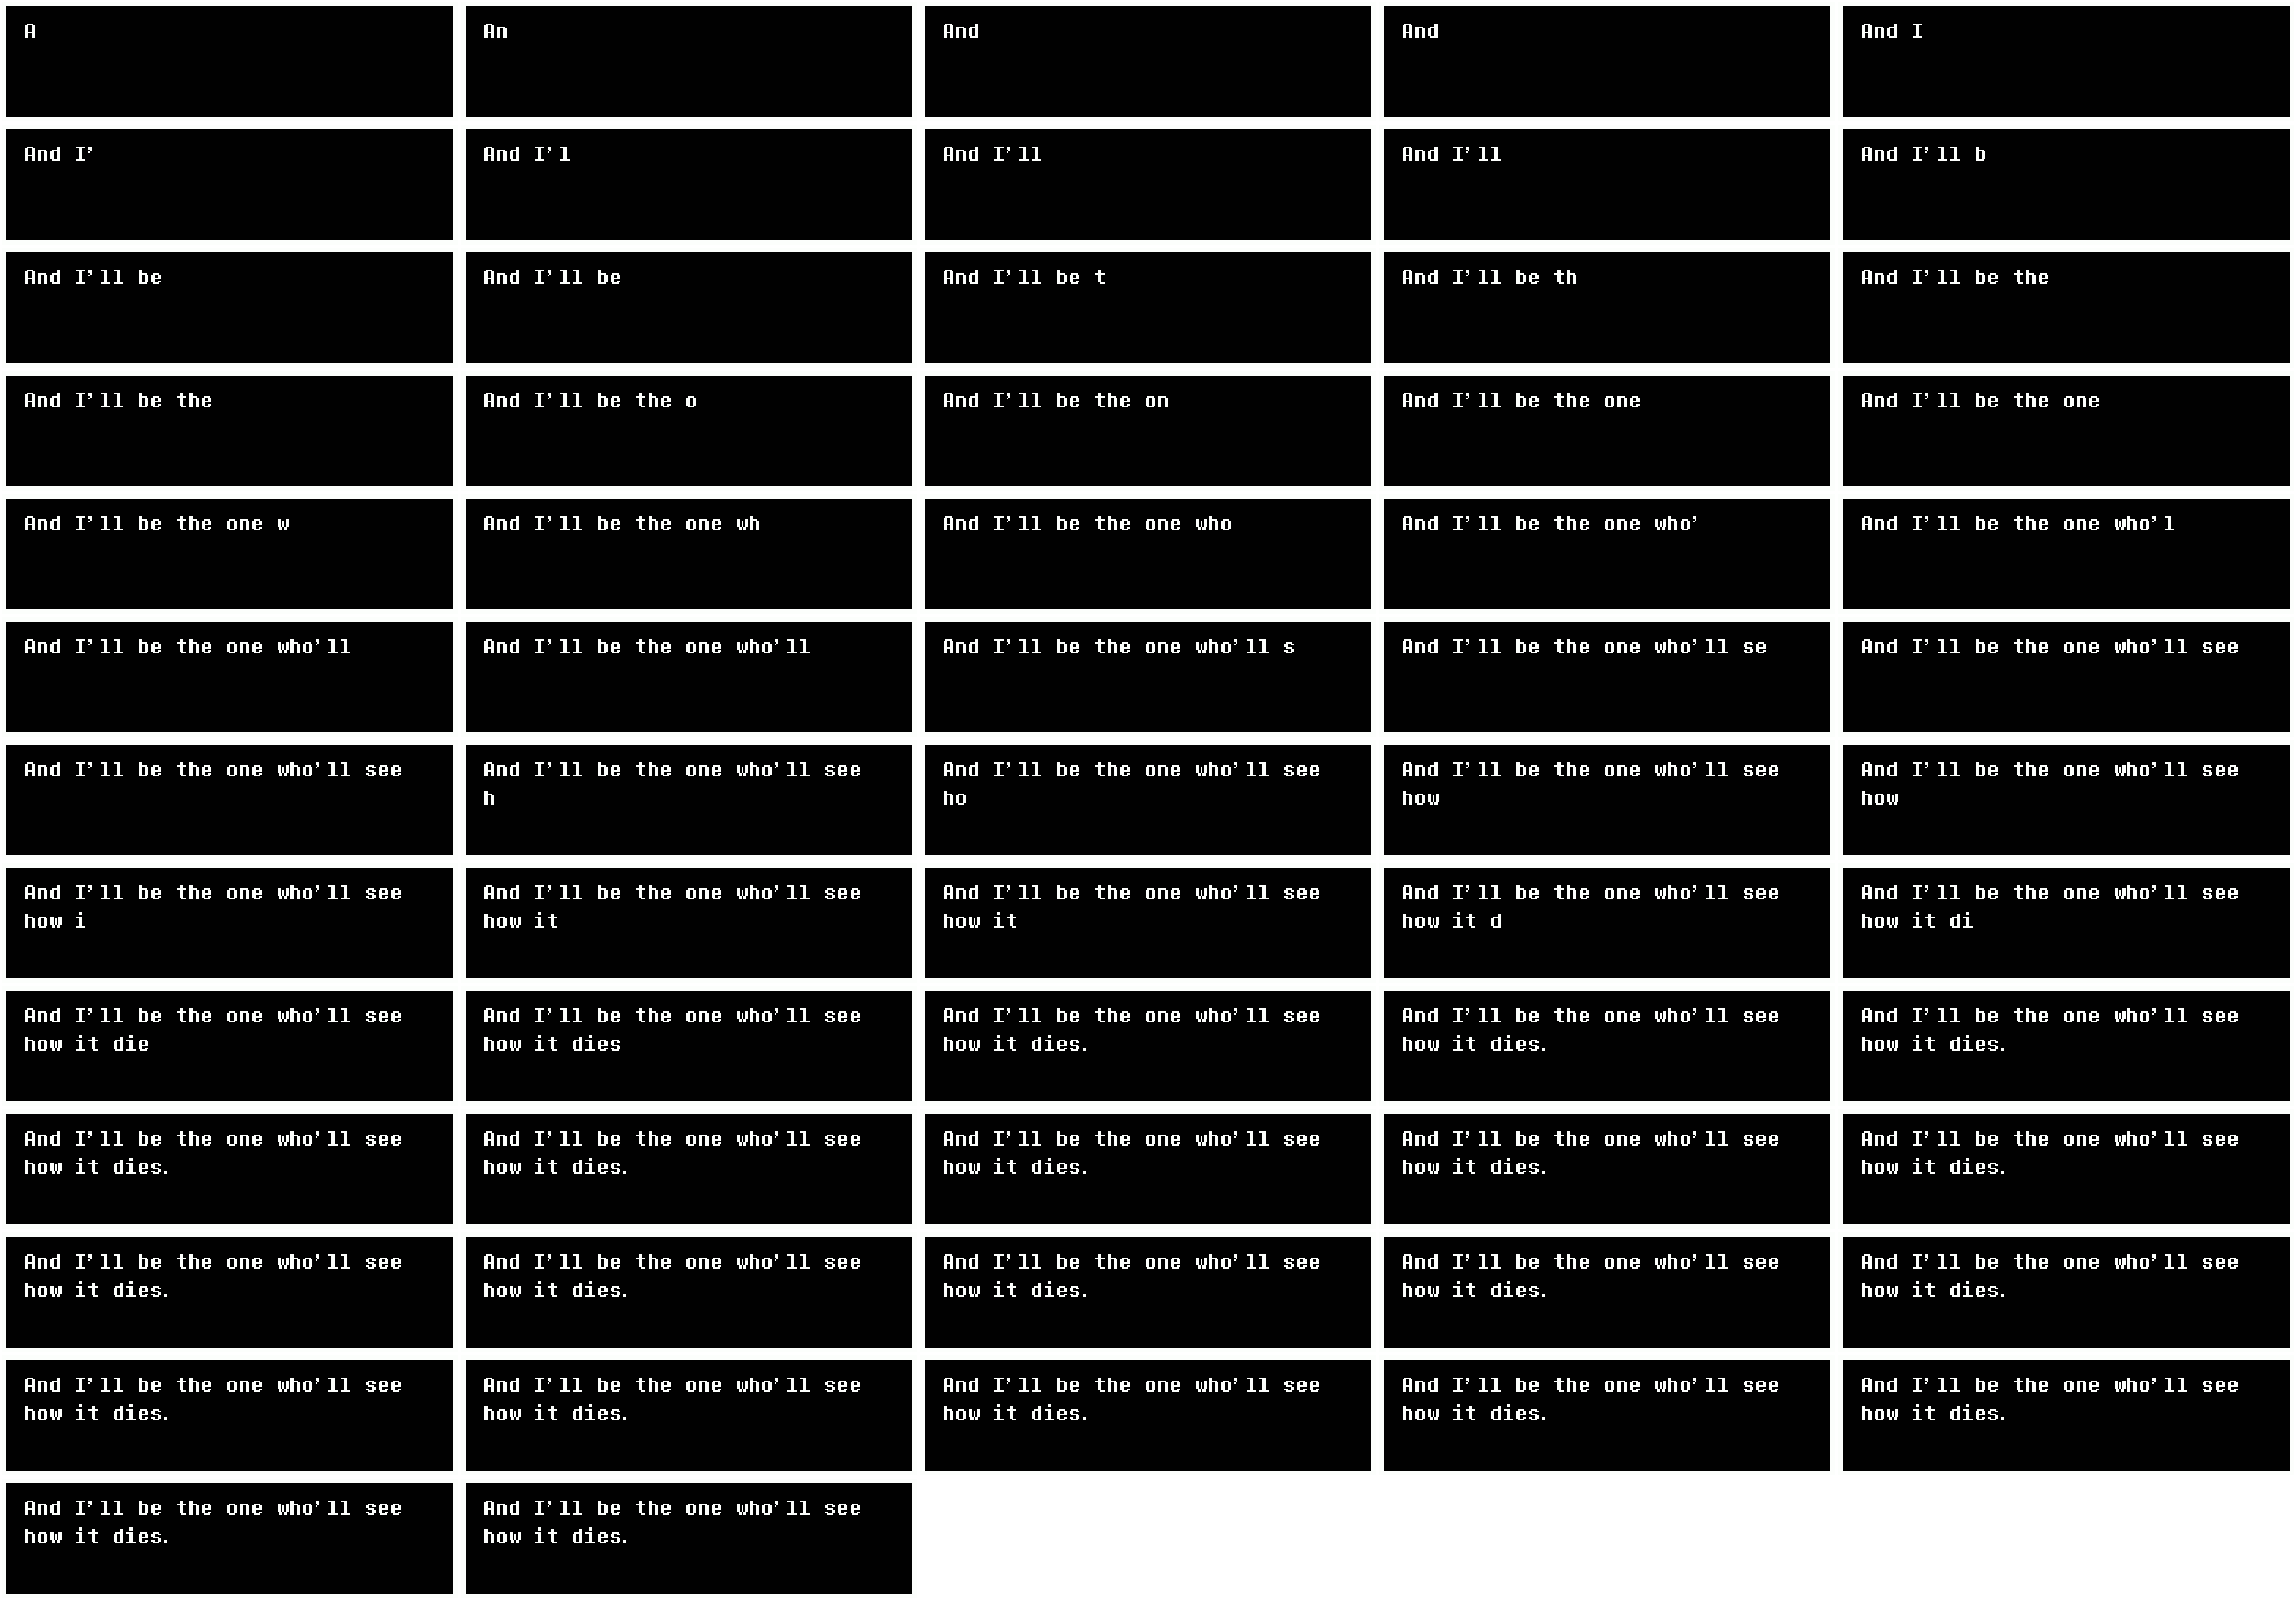 A
An
And
And
And I
And I’
And I’l
And I’ll
And I’ll
And I’ll b
And I’ll be
And I’ll be
And I’ll be t
And I’ll be th
And I’ll be the
And I’ll be the
And I’ll be the o
And I’ll be the on
And I’ll be the one
And I’ll be the one
And I’ll be the one w
And I’ll be the one wh
And I’ll be the one who
And I’ll be the one who’
And I’ll be the one who’l
And I’ll be the one who’ll
And I’ll be the one who’ll
And I’ll be the one who’ll s
And I’ll be the one who’ll se
And I’ll be the one who’ll see
And I’ll be the one who’ll see
And I’ll be the one who’ll see
h
And I’ll be the one who’ll see
ho
And I’ll be the one who’ll see
how
And I’ll be the one who’ll see
how
And I’ll be the one who’ll see
how i
And I’ll be the one who’ll see
how it
And I’ll be the one who’ll see
how it
And I’ll be the one who’ll see
how it d
And I’ll be the one who’ll see
how it di
And I’ll be the one who’ll see
how it die
And I’ll be the one who’ll see
how it dies
And I’ll be the one who’ll see
how it dies.
And I’ll be the one who’ll see
how it dies.
And I’ll be the one who’ll see
how it dies.
And I’ll be the one who’ll see
how it dies.
And I’ll be the one who’ll see
how it dies.
And I’ll be the one who’ll see
how it dies.
And I’ll be the one who’ll see
how it dies.
And I’ll be the one who’ll see
how it dies.
And I’ll be the one who’ll see
how it dies.
And I’ll be the one who’ll see
how it dies.
And I’ll be the one who’ll see
how it dies.
And I’ll be the one who’ll see
how it dies.
And I’ll be the one who’ll see
how it dies.
And I’ll be the one who’ll see
how it dies.
And I’ll be the one who’ll see
how it dies.
And I’ll be the one who’ll see
how it dies.
And I’ll be the one who’ll see
how it dies.
And I’ll be the one who’ll see
how it dies.
And I’ll be the one who’ll see
how it dies.
And I’ll be the one who’ll see
how it dies.